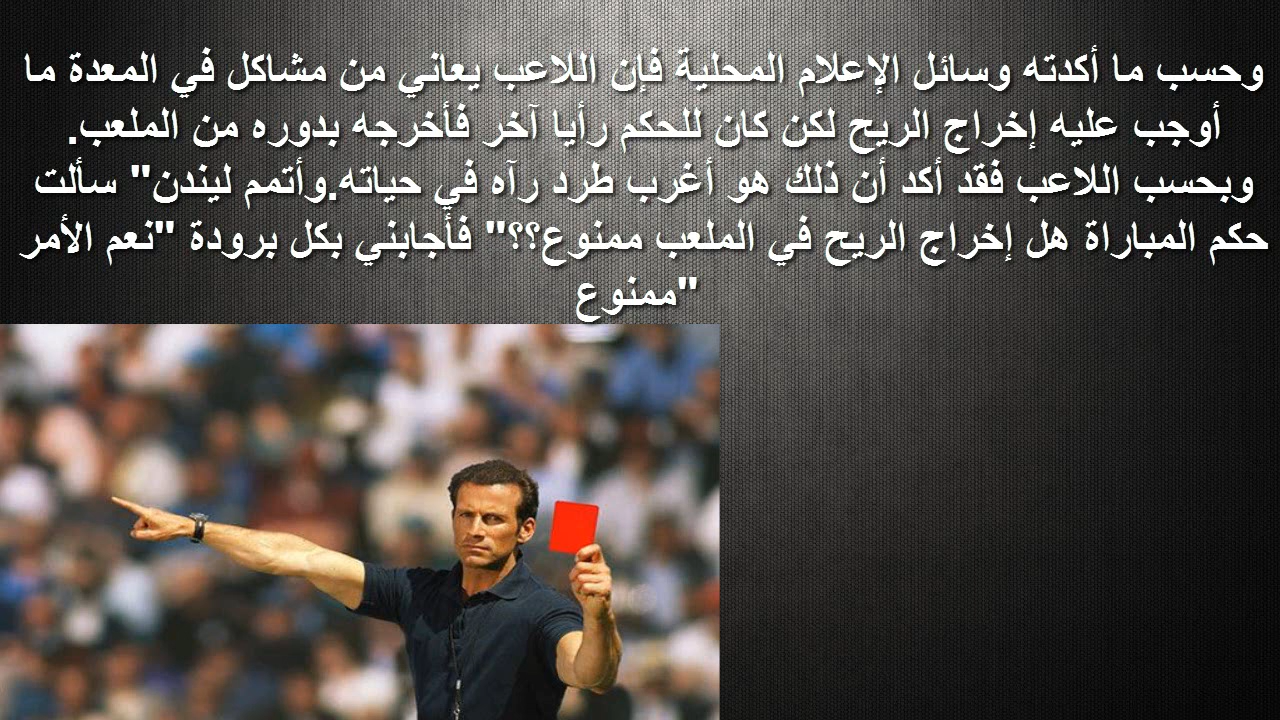 وحسب ما أكدته وسائل الإعلام المحلية فإن اللاعب يعاني من مشاكل في المعدة ما
أوجب عليه إخراج الريح لكن كان للحكم رأيا آخر فأخرجه بدوره من الملعب.
وبحسب اللاعب فقد أكد أن ذلك هو أغرب طرد رآه في حياته.وأتمم ليندن" سألت
حكم المباراة هل إخراج الريح في الملعب ممنوع؟؟" فأجابني بكل برودة "نعم الأمر
ممنوع"